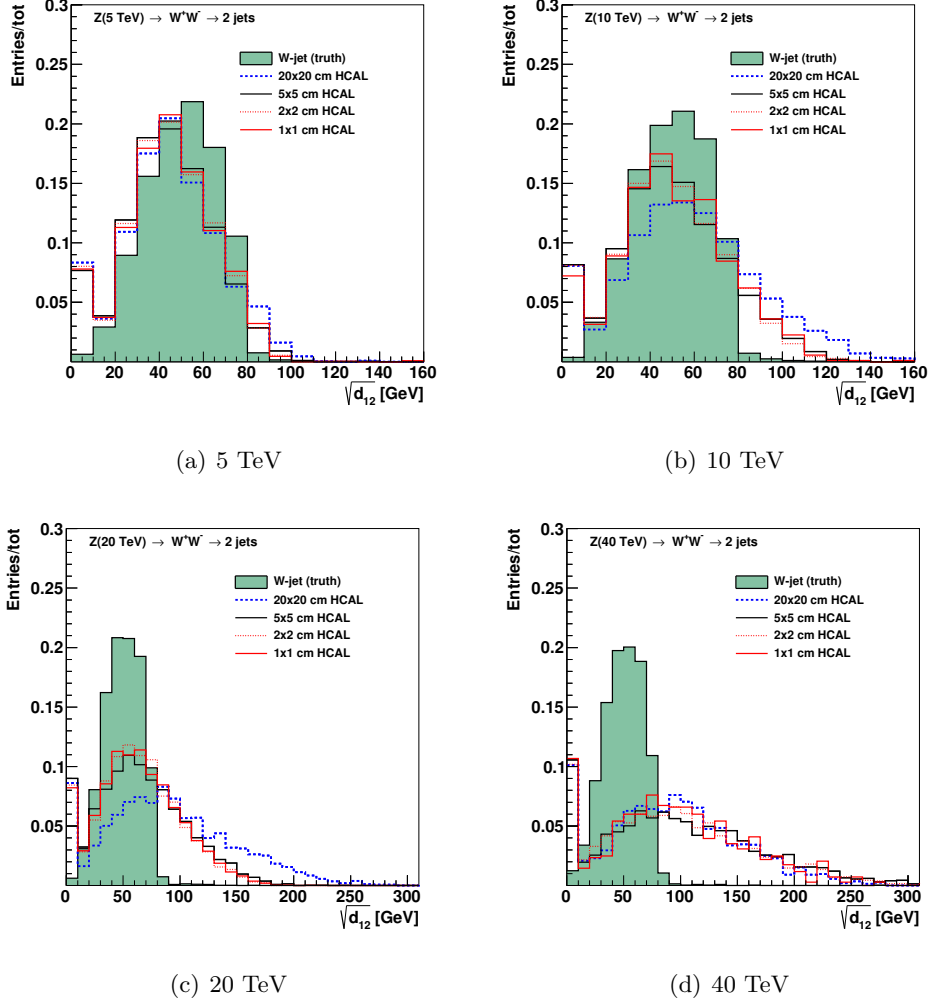 Z(5 TeV) → W⁺W⁻ → 2 jets
W-jet (truth)
20x20 cm HCAL
5x5 cm HCAL
2x2 cm HCAL
1x1 cm HCAL
Entries/tot
0.3
0.25
0.2
0.15
0.1
0.05
0 20 40 60 80 100 120 140 160
√d₁₂ [GeV]
(a) 5 TeV
Z(10 TeV) → W⁺W⁻ → 2 jets
W-jet (truth)
20x20 cm HCAL
5x5 cm HCAL
2x2 cm HCAL
1x1 cm HCAL
Entries/tot
0.3
0.25
0.2
0.15
0.1
0.05
0 20 40 60 80 100 120 140 160
√d₁₂ [GeV]
(b) 10 TeV
Z(20 TeV) → W⁺W⁻ → 2 jets
W-jet (truth)
20x20 cm HCAL
5x5 cm HCAL
2x2 cm HCAL
1x1 cm HCAL
Entries/tot
0.3
0.25
0.2
0.15
0.1
0.05
0 50 100 150 200 250 300
√d₁₂ [GeV]
(c) 20 TeV
Z(40 TeV) → W⁺W⁻ → 2 jets
W-jet (truth)
20x20 cm HCAL
5x5 cm HCAL
2x2 cm HCAL
1x1 cm HCAL
Entries/tot
0.3
0.25
0.2
0.15
0.1
0.05
0 50 100 150 200 250 300
√d₁₂ [GeV]
(d) 40 TeV